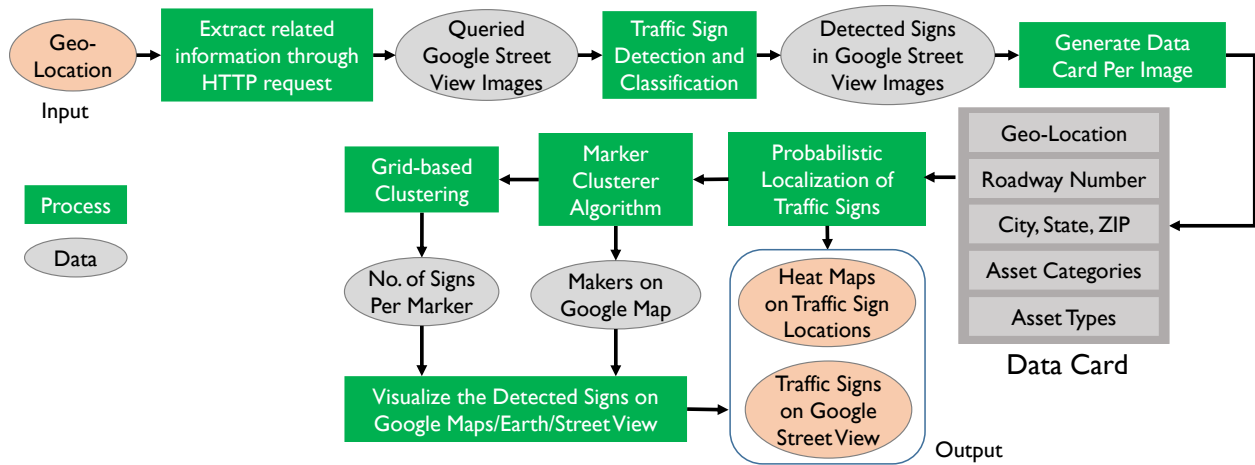 Geo-
Location
Input
Extract related
information through
HTTP request
Queried
Google Street
View Images
Traffic Sign
Detection and
Classification
Detected Signs
in Google Street
View Images
Generate Data
Card Per Image
Geo-Location
Roadway Number
City, State, ZIP
Asset Categories
Asset Types
Data Card
Probabilistic
Localization of
Traffic Signs
Marker
Clusterer
Algorithm
Grid-based
Clustering
Process
Data
No. of Signs
Per Marker
Makers on
Google Map
Heat Maps
on Traffic Sign
Locations
Visualize the Detected Signs on
Google Maps/Earth/Street View
Traffic Signs
on Google
Street View
Output